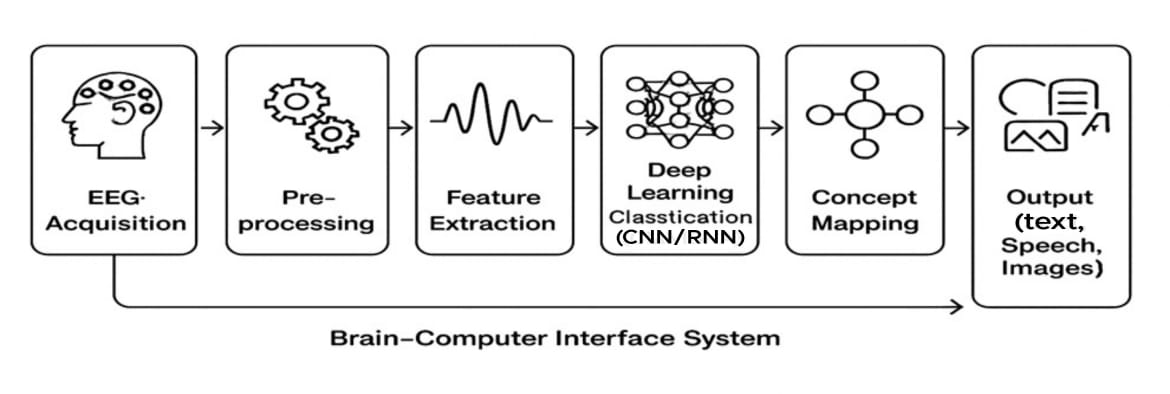 EEG·
Acquisition
Pre-
processing
Feature
Extraction
Deep
Learning
Classtication
(CNN/RNN)
Concept
Mapping
Output
(text,
Speech,
Images)
Brain–Computer Interface System